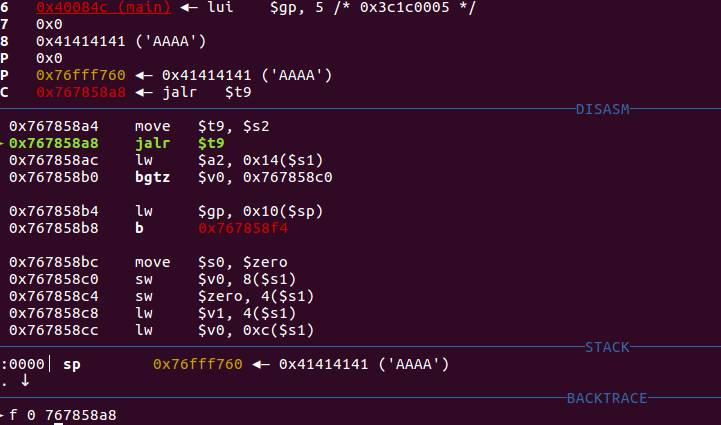 6   0x40084c (main) ◂— lui    $gp, 5 /* 0x3c1c0005 */
7   0x0
8   0x41414141 ('AAAA')
P   0x0
P   0x76fff760 ◂— 0x41414141 ('AAAA')
C   0x767858a8 ◂— jalr   $t9
DISASM
0x767858a4    move   $t9, $s2
0x767858a8    jalr   $t9
0x767858ac    lw     $a2, 0x14($s1)
0x767858b0    bgtz   $v0, 0x767858c0
0x767858b4    lw     $gp, 0x10($sp)
0x767858b8    b      0x767858f4
0x767858bc    move   $s0, $zero
0x767858c0    sw     $v0, 8($s1)
0x767858c4    sw     $zero, 4($s1)
0x767858c8    lw     $v1, 4($s1)
0x767858cc    lw     $v0, 0xc($s1)
STACK
:0000│ sp         0x76fff760 ◂— 0x41414141 ('AAAA')
. ↓
BACKTRACE
f 0 767858a8